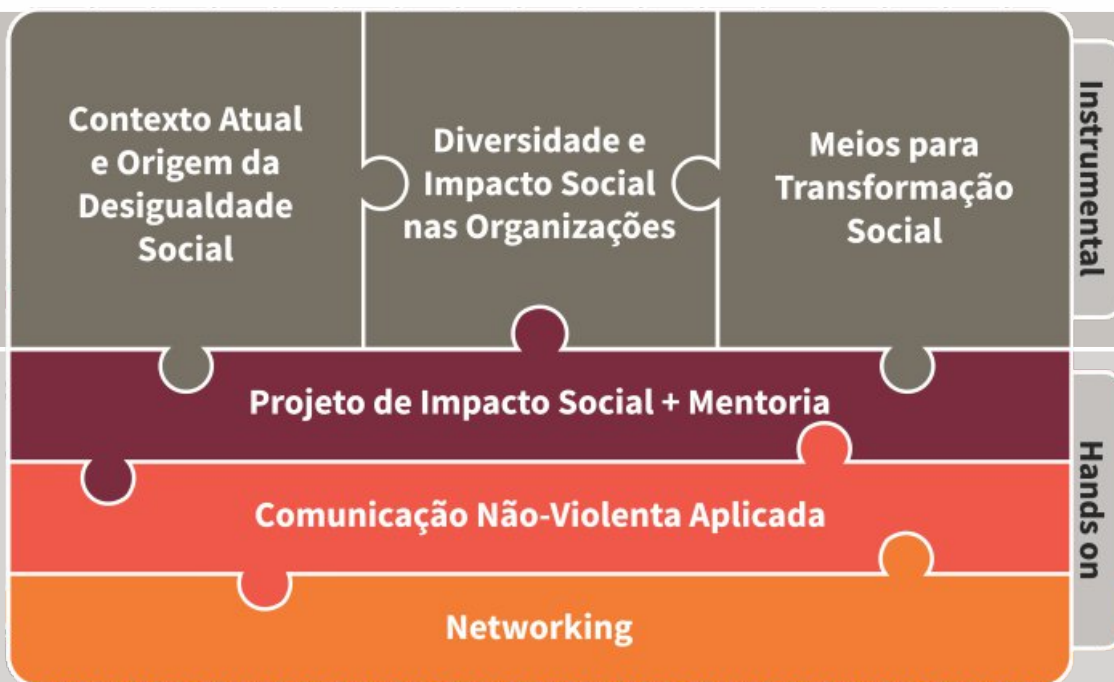 Contexto Atual
e Origem da
Desigualdade
Social
Diversidade e
Impacto Social
nas Organizações
Meios para
Transformação
Social
Instrumental
Projeto de Impacto Social + Mentoria
Comunicação Não-Violenta Aplicada
Networking
Hands on